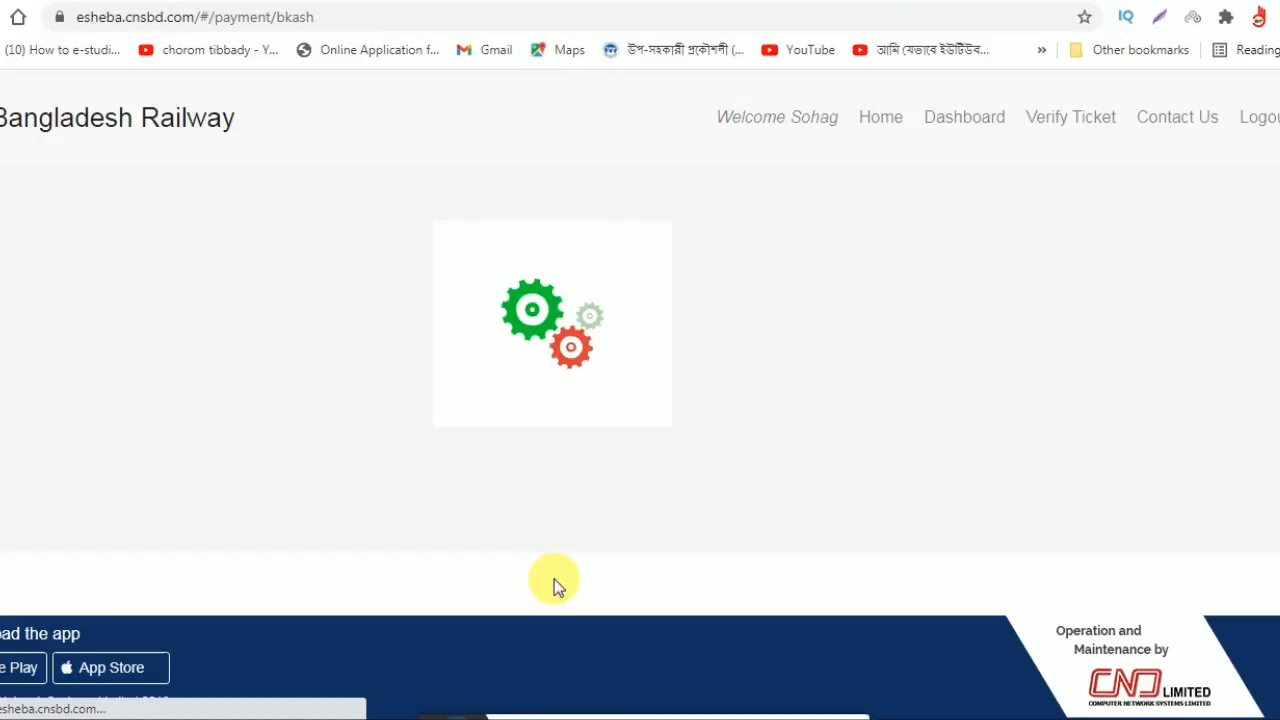 esheba.cnsbd.com/#/payment/bkash
(10) How to e-studi... chorom tibbady - Y... Online Application f... Gmail Maps উপ-সহকারী প্রকৌশলী (... YouTube আমি যেভাবে ইউটিউব... » Other bookmarks Reading
Bangladesh Railway
Welcome Sohag Home Dashboard Verify Ticket Contact Us Logou
oad the app
e Play App Store
esheba.cnsbd.com...
Operation and
Maintenance by
CNS LIMITED
COMPUTER NETWORK SYSTEMS LIMITED